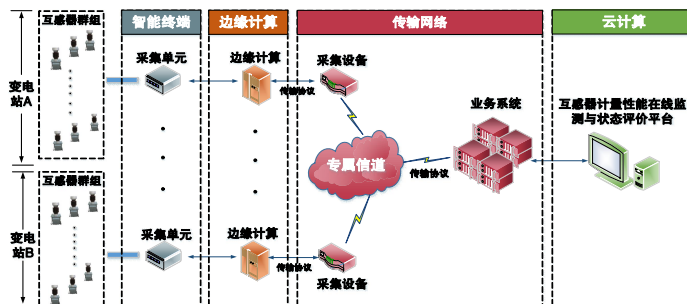 互感器群组
智能终端
边缘计算
传输网络
云计算
变电
站A
采集单元
边缘计算
传输协议
采集设备
业务系统
互感器计量性能在线监
测与状态评价平台
专属信道
传输协议
互感器群组
变电
站B
采集单元
边缘计算
传输协议
采集设备